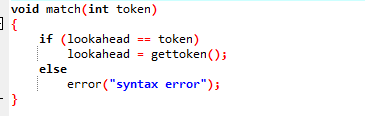 void match(int token)
{
if (lookahead == token)
lookahead = gettoken();
else
error("syntax error");
}